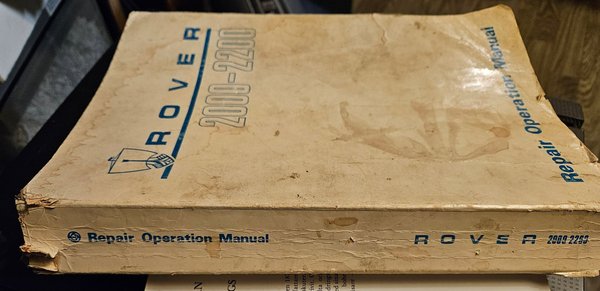 ROVER
2000-2200
Repair Operation Manual
Repair Operation Manual
ROVER 2000 2200